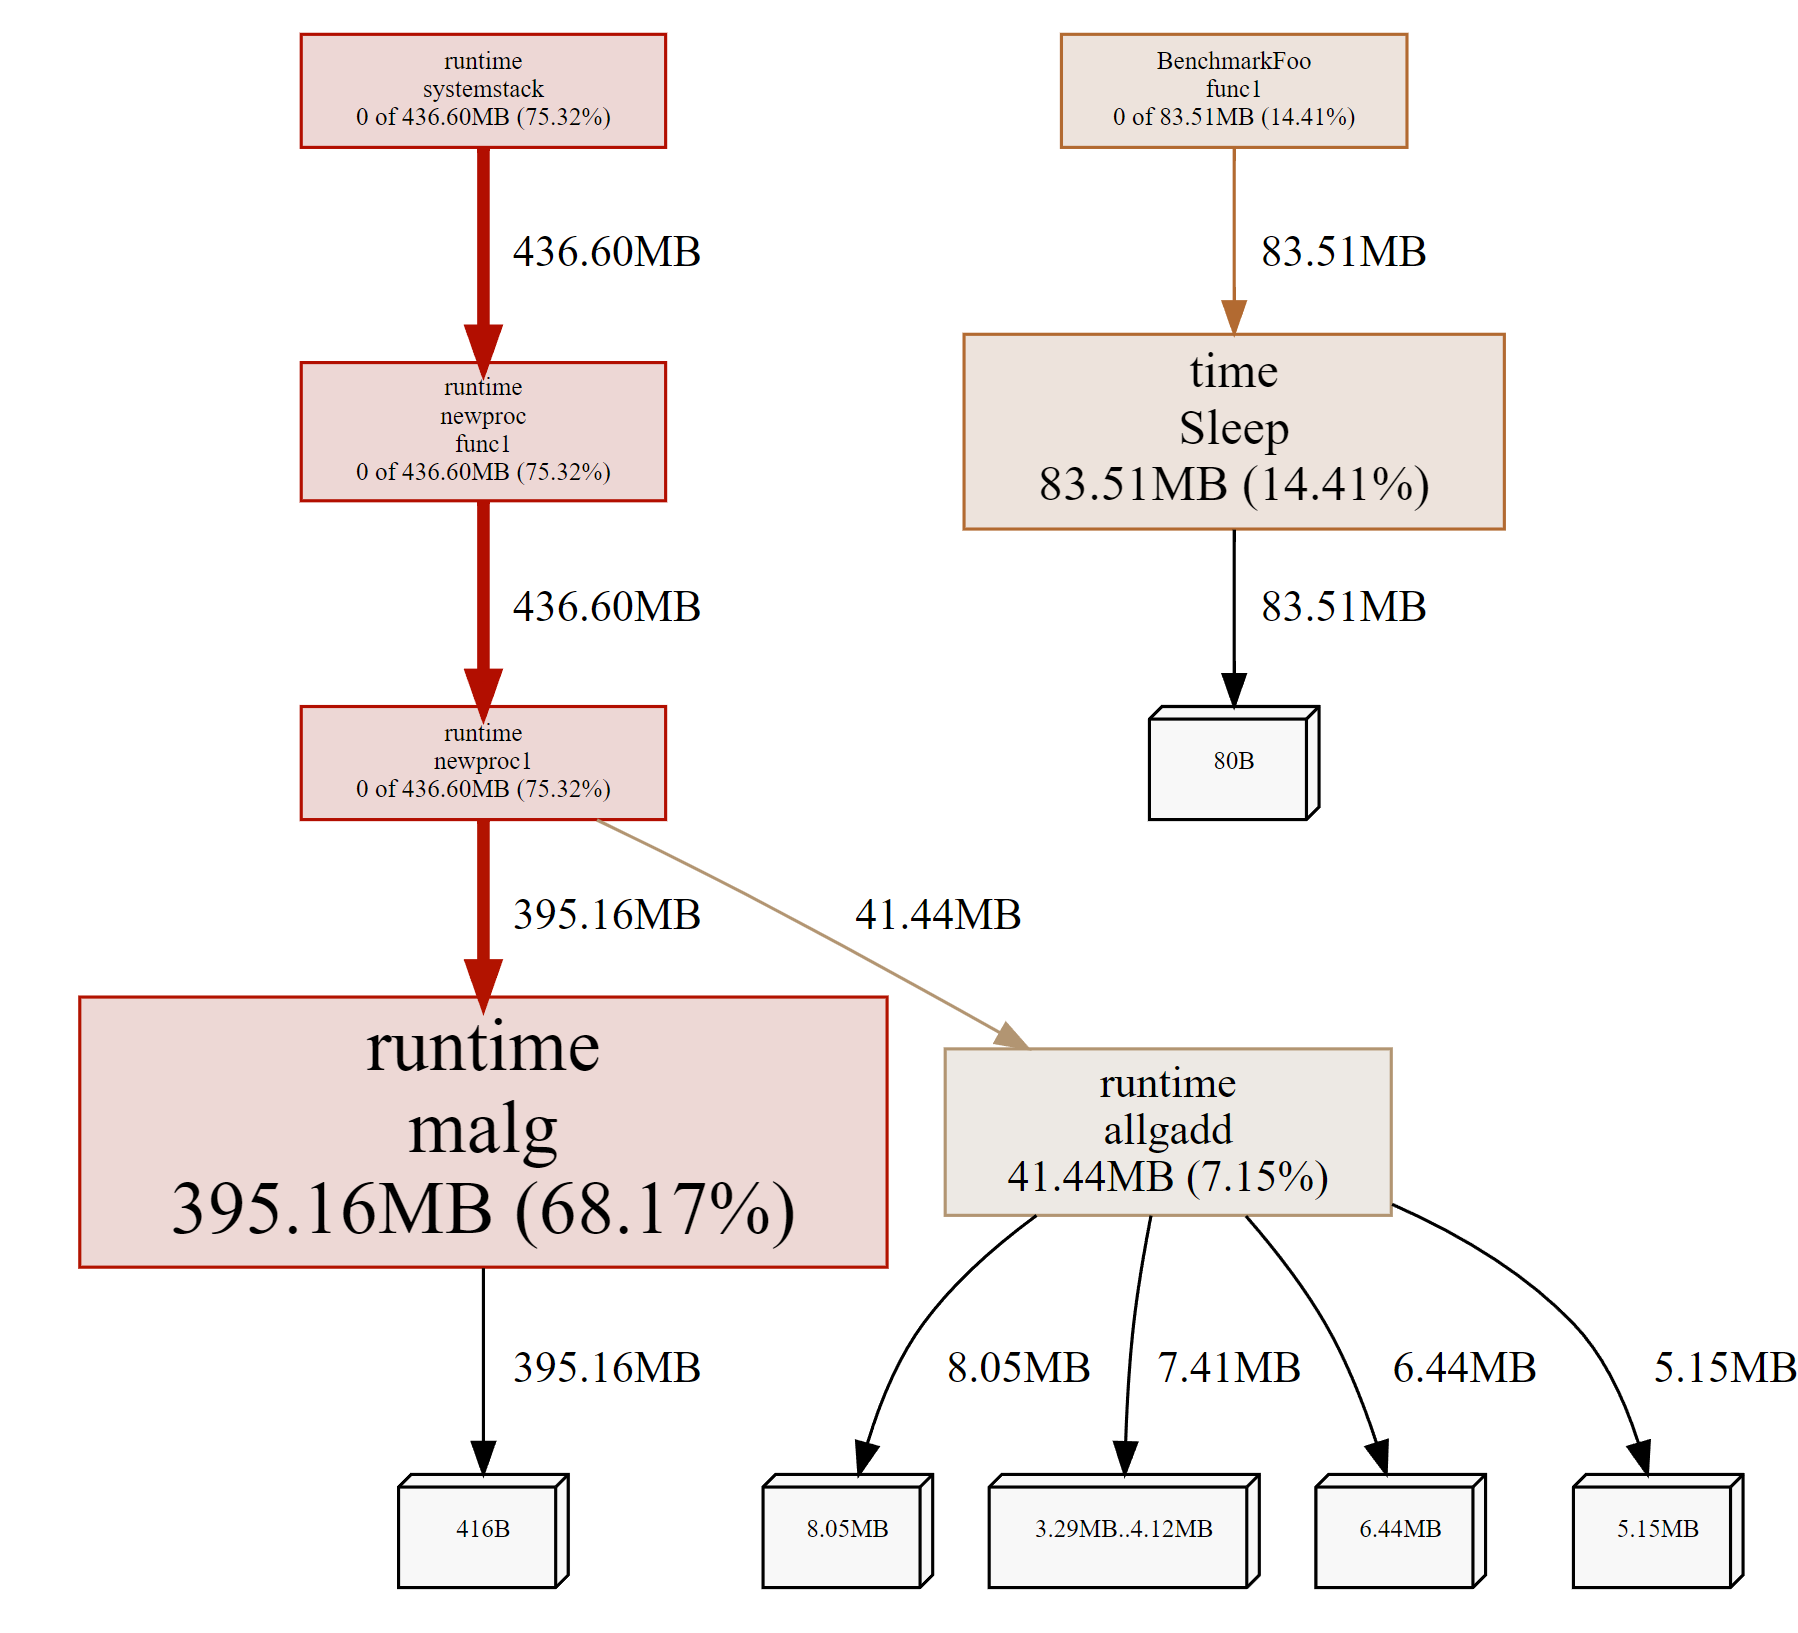 runtime
systemstack
0 of 436.60MB (75.32%)
BenchmarkFoo
func1
0 of 83.51MB (14.41%)
436.60MB
83.51MB
runtime
newproc
func1
0 of 436.60MB (75.32%)
time
Sleep
83.51MB (14.41%)
436.60MB
83.51MB
runtime
newproc1
0 of 436.60MB (75.32%)
80B
395.16MB
41.44MB
runtime
malg
395.16MB (68.17%)
runtime
allgadd
41.44MB (7.15%)
395.16MB
8.05MB
7.41MB
6.44MB
5.15MB
416B
8.05MB
3.29MB..4.12MB
6.44MB
5.15MB